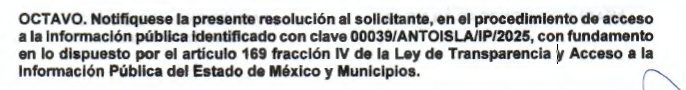 OCTAVO. Notifíquese la presente resolución al solicitante, en el procedimiento de acceso
a la información pública identificado con clave 00039/ANTOISLA/IP/2025, con fundamento
en lo dispuesto por el artículo 169 fracción IV de la Ley de Transparencia y Acceso a la
Información Pública del Estado de México y Municipios.